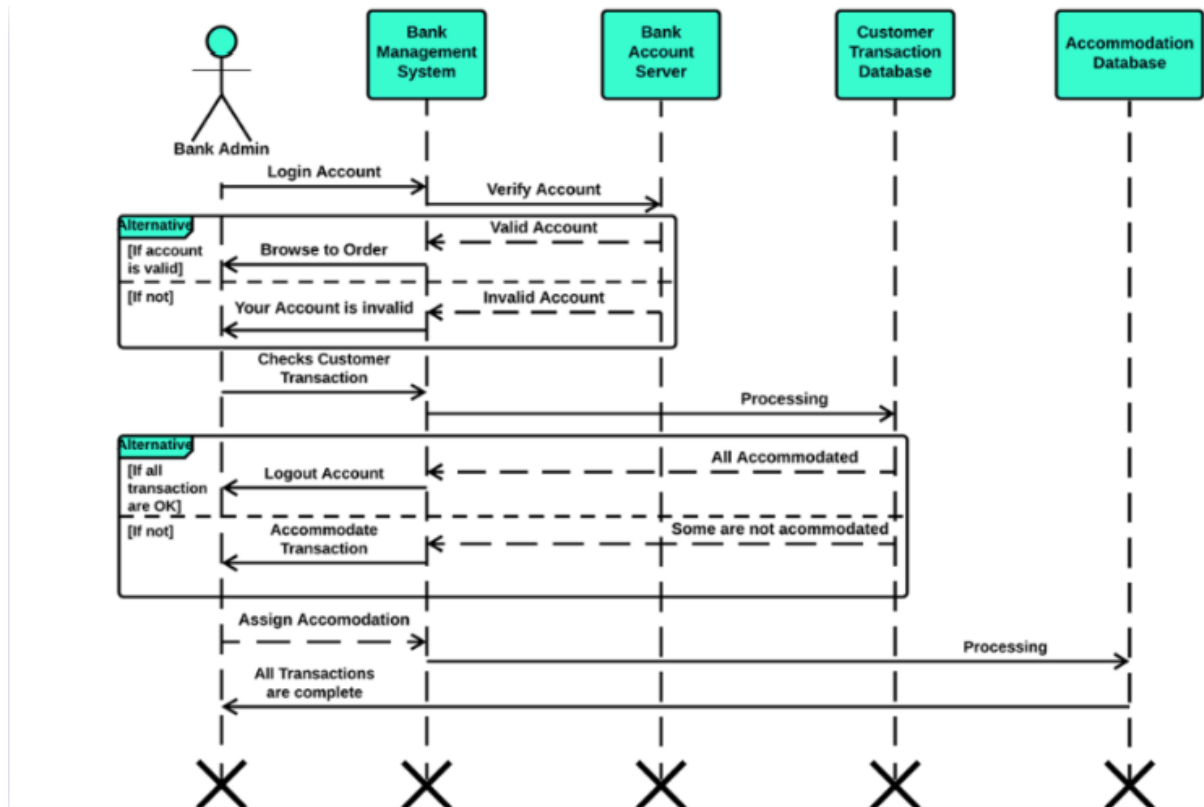 Bank
Management
System
Bank
Account
Server
Customer
Transaction
Database
Accommodation
Database
Bank Admin
Login Account
Verify Account
Alternative
[If account
is valid]
Valid Account
Browse to Order
[If not]
Invalid Account
Your Account is invalid
Checks Customer
Transaction
Processing
Alternative
[If all
transaction
are OK]
All Accommodated
Logout Account
[If not]
Some are not acommodated
Accommodate
Transaction
Assign Accomodation
Processing
All Transactions
are complete